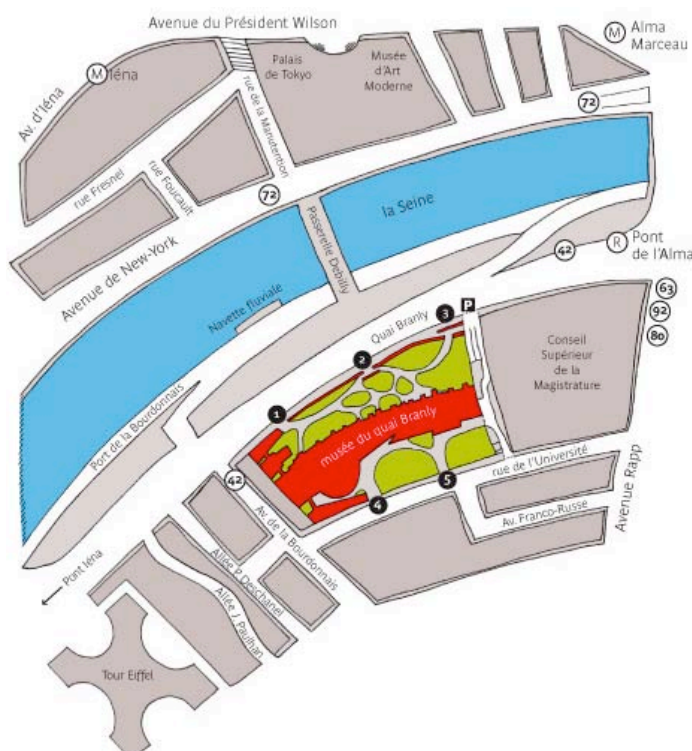 Avenue du Président Wilson
M
Alma
Marceau
Palais
de Tokyo
Musée
d'Art
Moderne
M
Iéna
Av. d'Iéna
rue de la Manutention
72
rue Fresnel
rue Foucault
72
la Seine
Passerelle Debilly
Avenue de New-York
42
R
Pont
de l'Alma
Navette fluviale
63
92
80
P
3
Quai Branly
2
Conseil
Supérieur
de la
Magistrature
1
Port de la Bourdonnais
musée du quai Branly
rue de l'Université
5
4
42
Av. de la Bourdonnais
Av. Franco-Russe
Avenue Rapp
Pont Iéna
Allée P. Deschanel
Allée J. Paulhan
Tour Eiffel